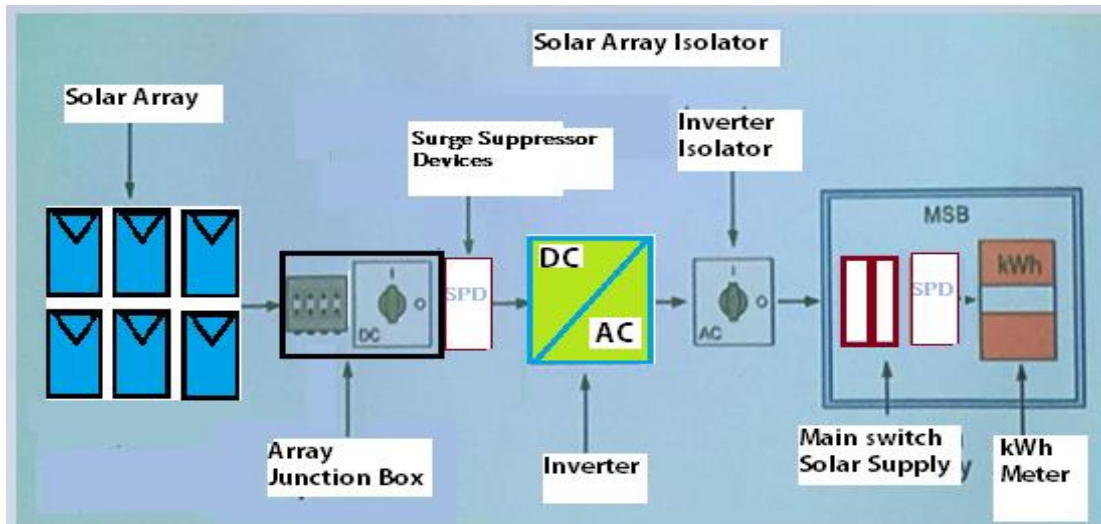 Solar Array Isolator
Solar Array
Surge Suppressor
Devices
Inverter
Isolator
MSB
DC
AC
SPD
I
O
DC
I
O
AC
SPD
kWh
Array
Junction Box
Inverter
Main switch
Solar Supply
kWh
Meter